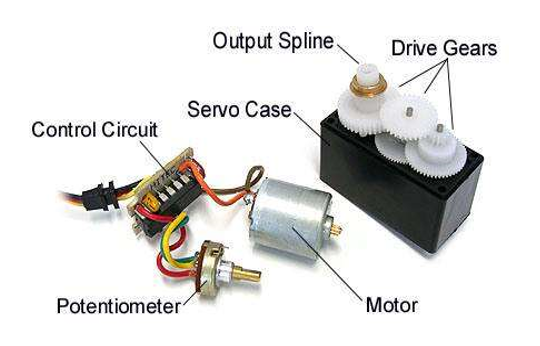 Output Spline
Drive Gears
Servo Case
Control Circuit
Potentiometer
Motor